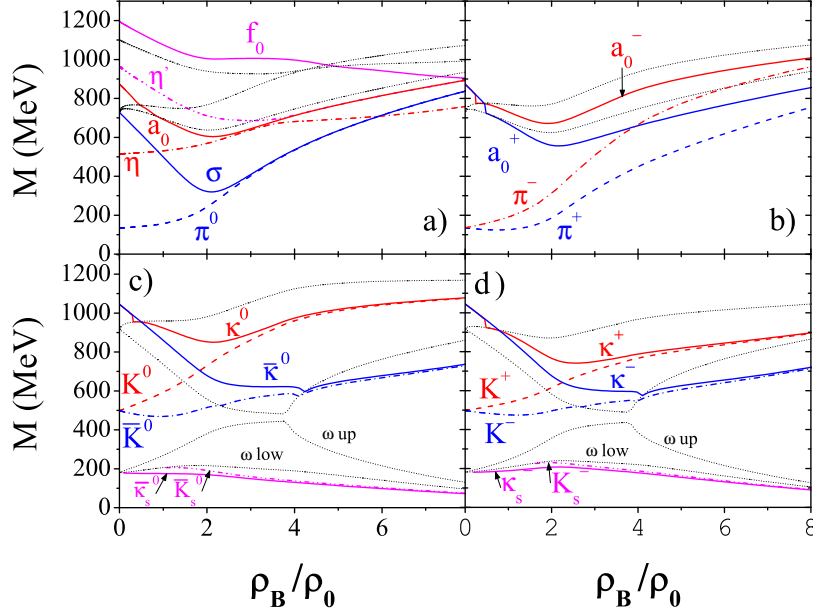 1200
1000
800
600
400
200
0
M (MeV)
f₀
η'
a₀
η
σ
π⁰
a)
a₀⁻
a₀⁺
π⁻
π⁺
b)
1200
1000
800
600
400
200
0
M (MeV)
c)
κ⁰
K⁰
κ̅⁰
K̅⁰
ω up
ω low
κ̅ₛ⁰
K̅ₛ⁰
d)
κ⁺
K⁺
κ⁻
K⁻
ω up
ω low
κₛ⁻
Kₛ⁻
0 2 4 6 8
0 2 4 6 8
ρB/ρ0
ρB/ρ0